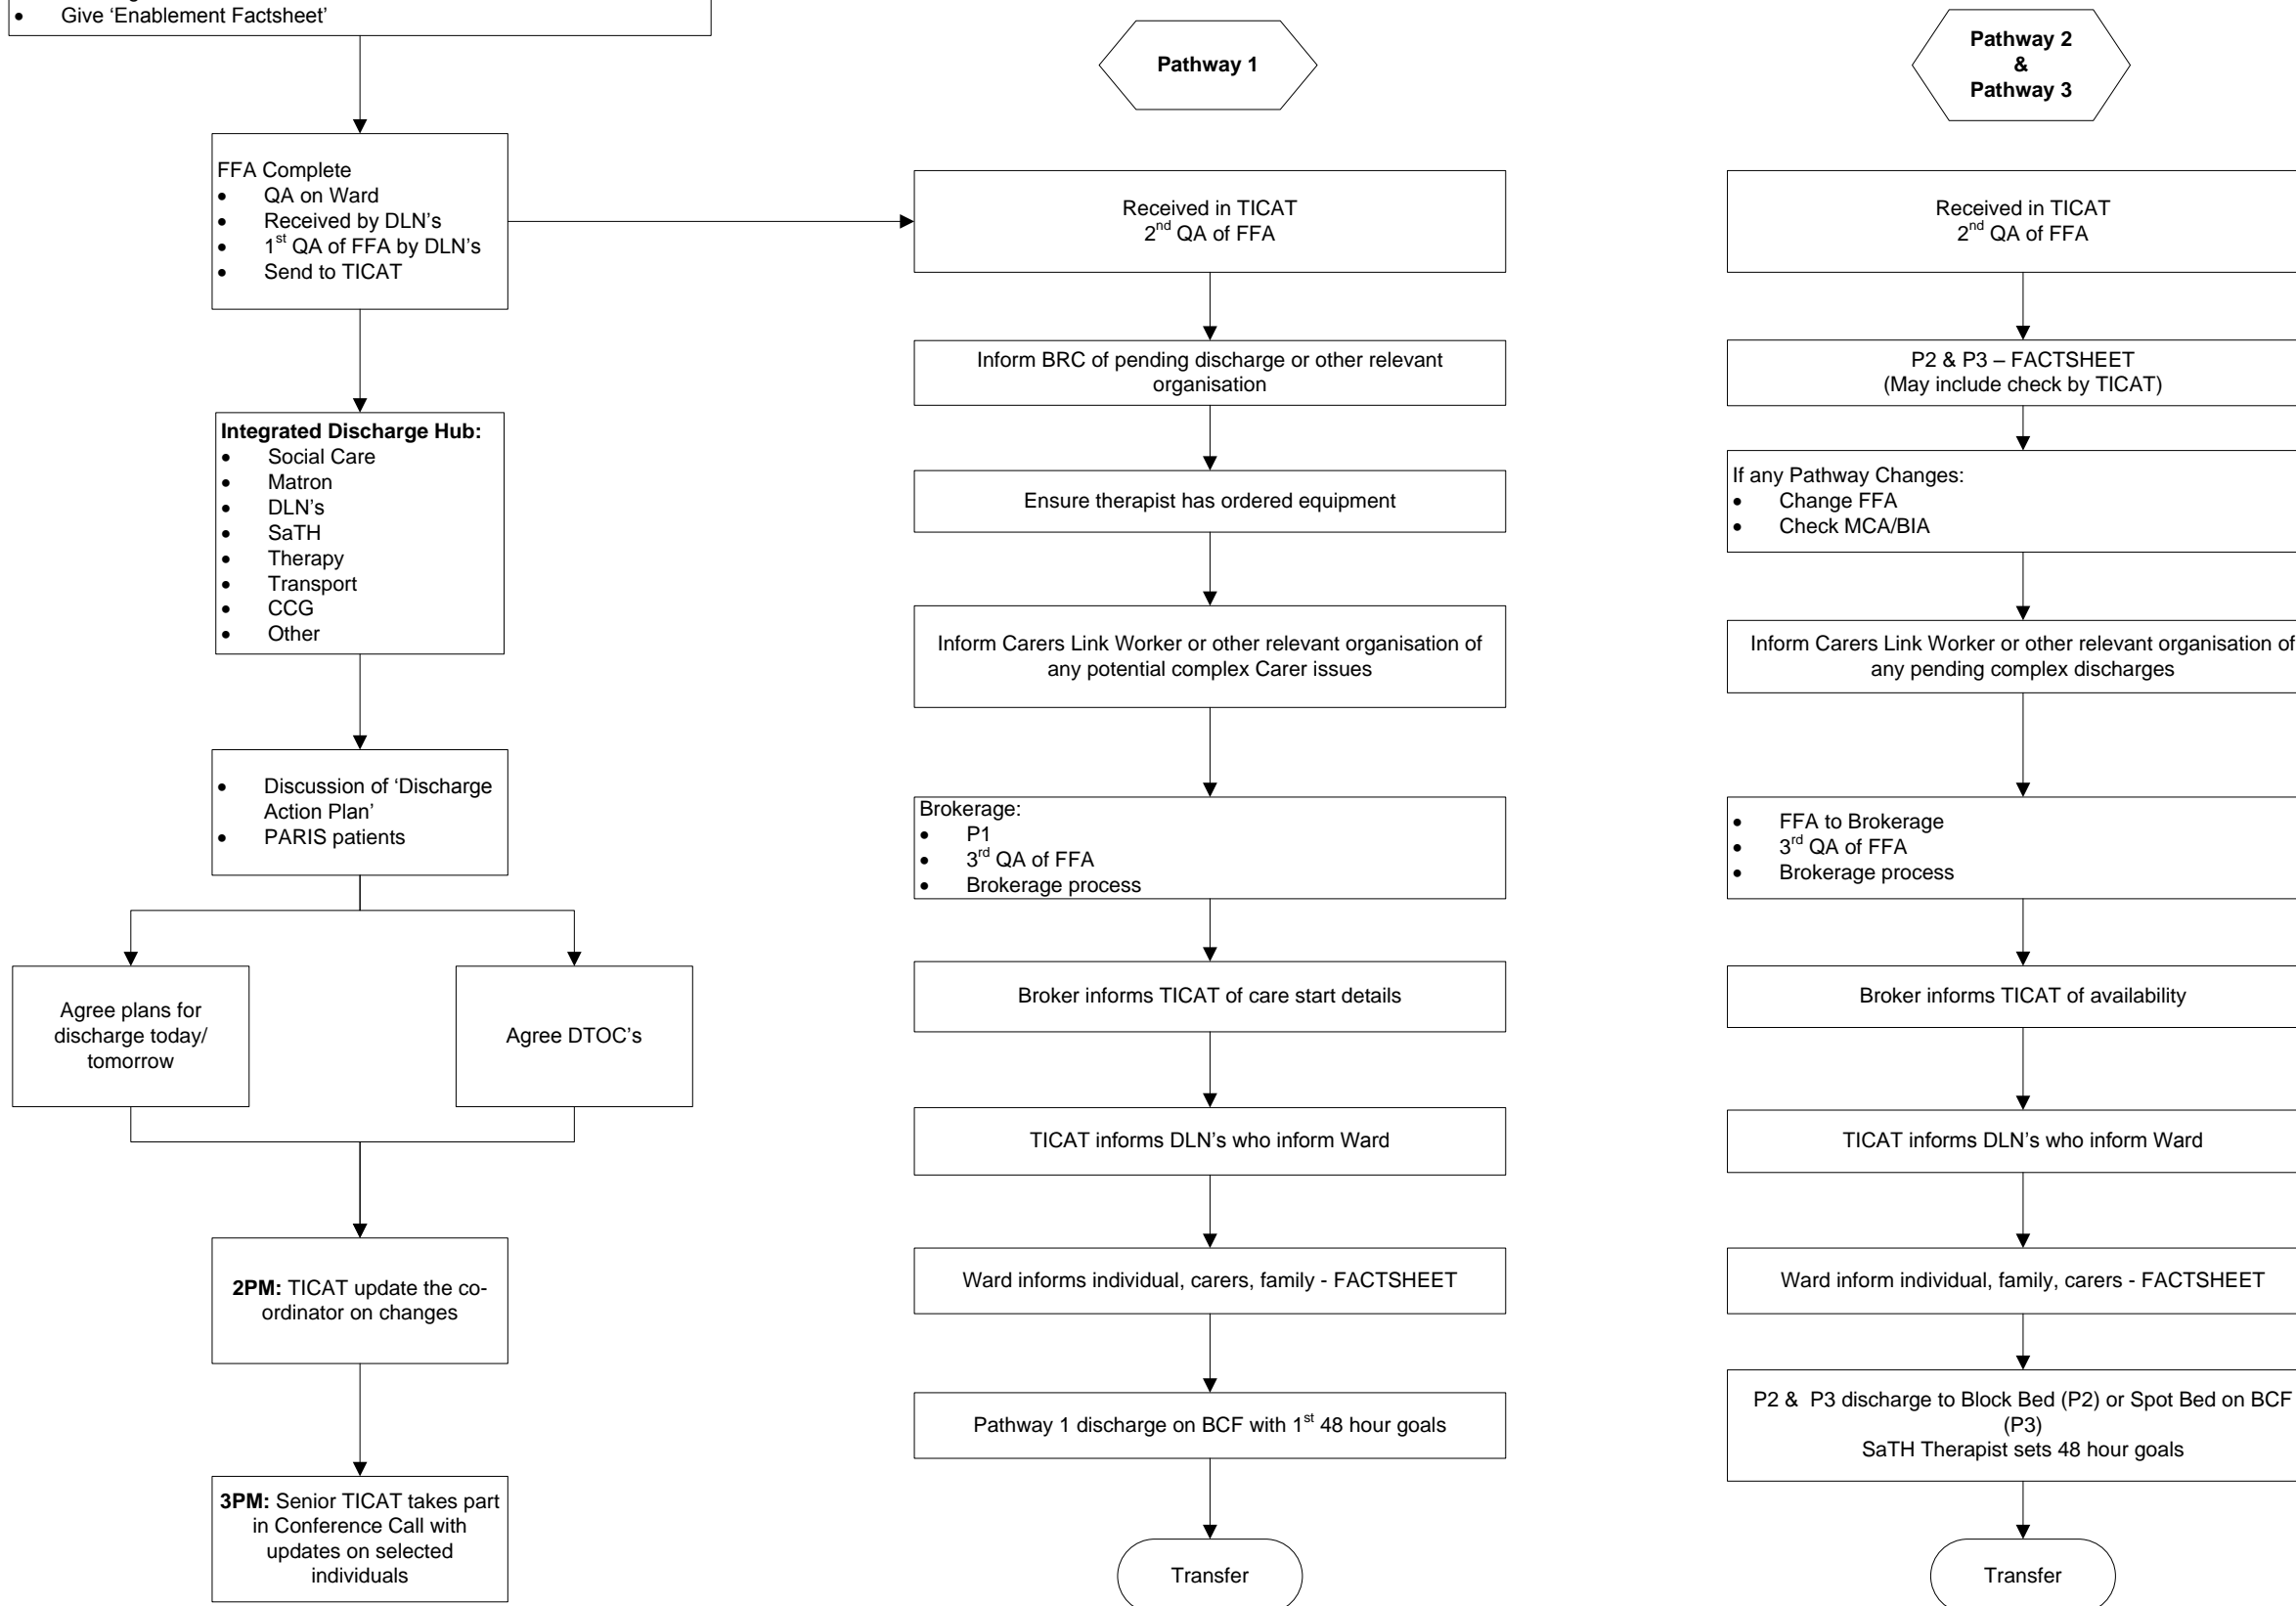 • Give ‘Enablement Factsheet’
FFA Complete
• QA on Ward
• Received by DLN’s
• 1st QA of FFA by DLN’s
• Send to TICAT
Integrated Discharge Hub:
• Social Care
• Matron
• DLN’s
• SaTH
• Therapy
• Transport
• CCG
• Other
• Discussion of ‘Discharge
Action Plan’
• PARIS patients
Agree plans for
discharge today/
tomorrow
Agree DTOC’s
2PM: TICAT update the co-
ordinator on changes
3PM: Senior TICAT takes part
in Conference Call with
updates on selected
individuals
Pathway 1
Received in TICAT
2nd QA of FFA
Inform BRC of pending discharge or other relevant
organisation
Ensure therapist has ordered equipment
Inform Carers Link Worker or other relevant organisation of
any potential complex Carer issues
Brokerage:
• P1
• 3rd QA of FFA
• Brokerage process
Broker informs TICAT of care start details
TICAT informs DLN’s who inform Ward
Ward informs individual, carers, family - FACTSHEET
Pathway 1 discharge on BCF with 1st 48 hour goals
Transfer
Pathway 2
&
Pathway 3
Received in TICAT
2nd QA of FFA
P2 & P3 – FACTSHEET
(May include check by TICAT)
If any Pathway Changes:
• Change FFA
• Check MCA/BIA
Inform Carers Link Worker or other relevant organisation of
any pending complex discharges
• FFA to Brokerage
• 3rd QA of FFA
• Brokerage process
Broker informs TICAT of availability
TICAT informs DLN’s who inform Ward
Ward inform individual, family, carers - FACTSHEET
P2 & P3 discharge to Block Bed (P2) or Spot Bed on BCF
(P3)
SaTH Therapist sets 48 hour goals
Transfer